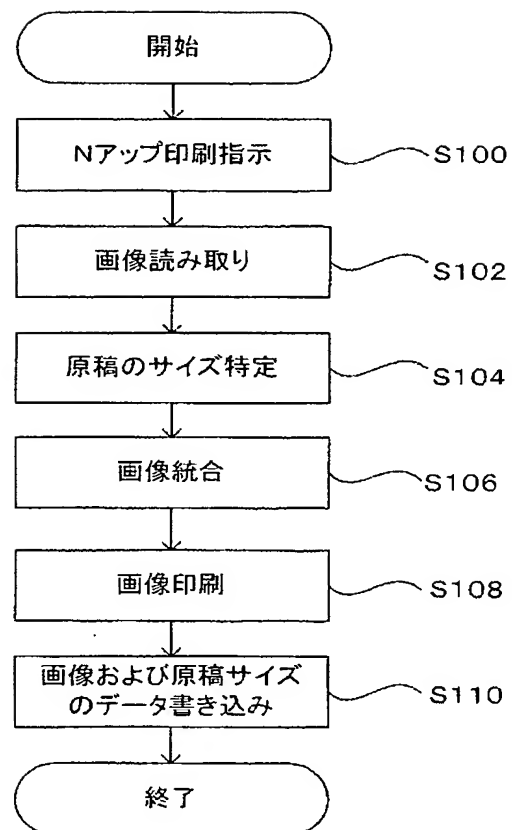 開始
Nアップ印刷指示
S100
画像読み取り
S102
原稿のサイズ特定
S104
画像統合
S106
画像印刷
S108
画像および原稿サイズ
のデータ書き込み
S110
終了